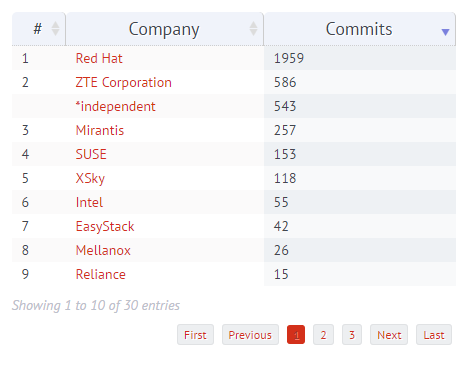 # Company Commits
1 Red Hat 1959
2 ZTE Corporation 586
*independent 543
3 Mirantis 257
4 SUSE 153
5 XSky 118
6 Intel 55
7 EasyStack 42
8 Mellanox 26
9 Reliance 15
Showing 1 to 10 of 30 entries
First Previous 1 2 3 Next Last